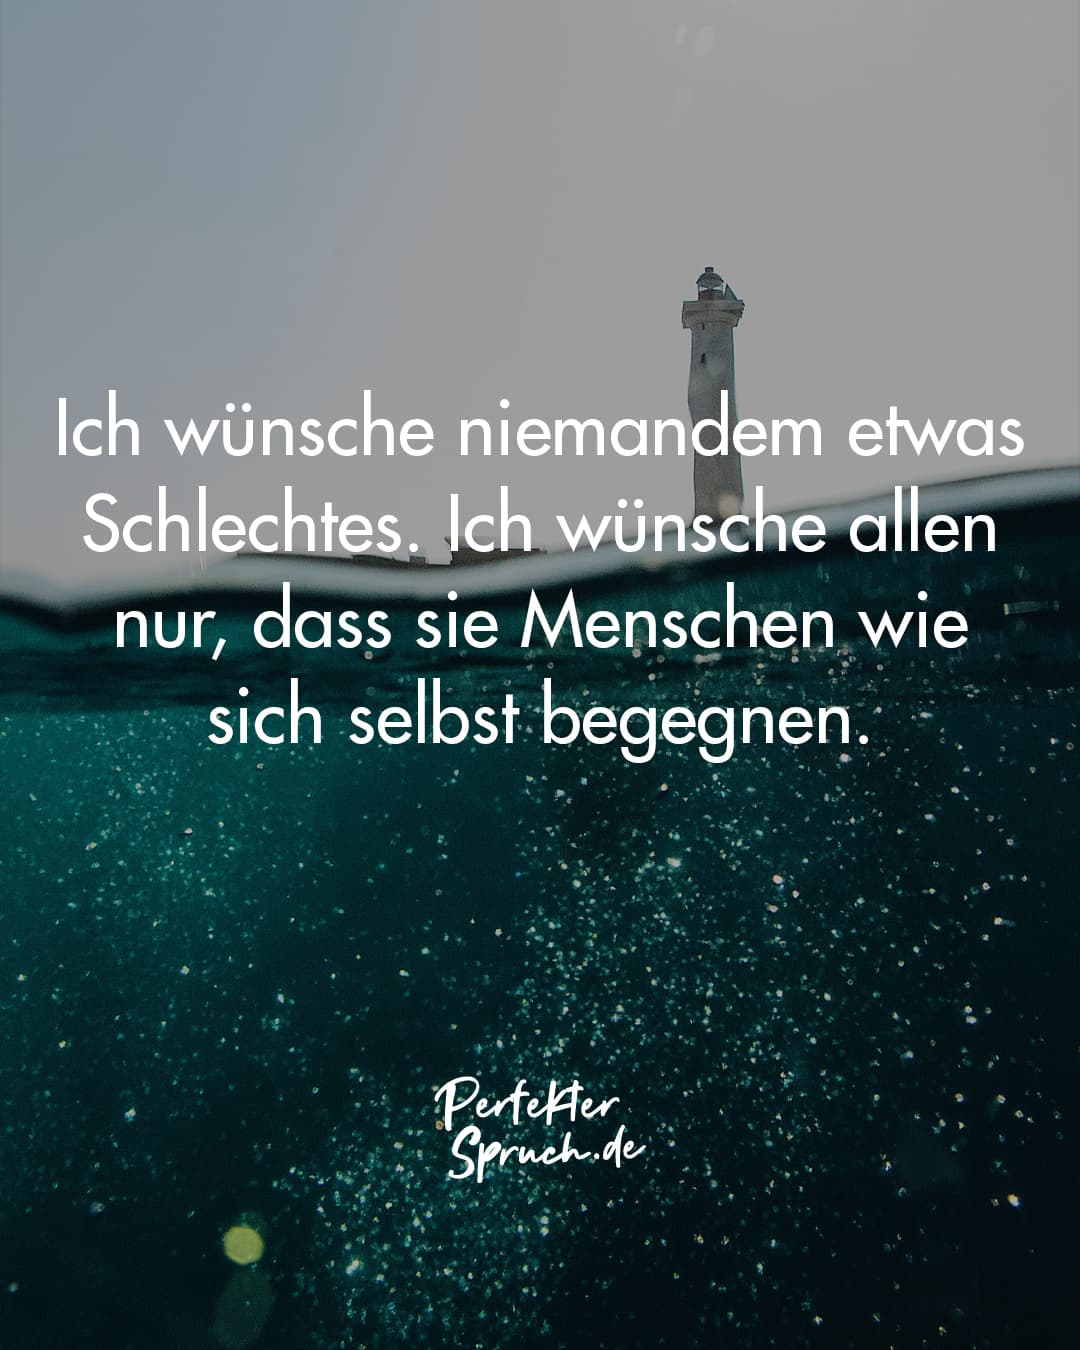 Ich wünsche niemandem etwas
Schlechtes. Ich wünsche allen
nur, dass sie Menschen wie
sich selbst begegnen.
Perfekter
Spruch.de